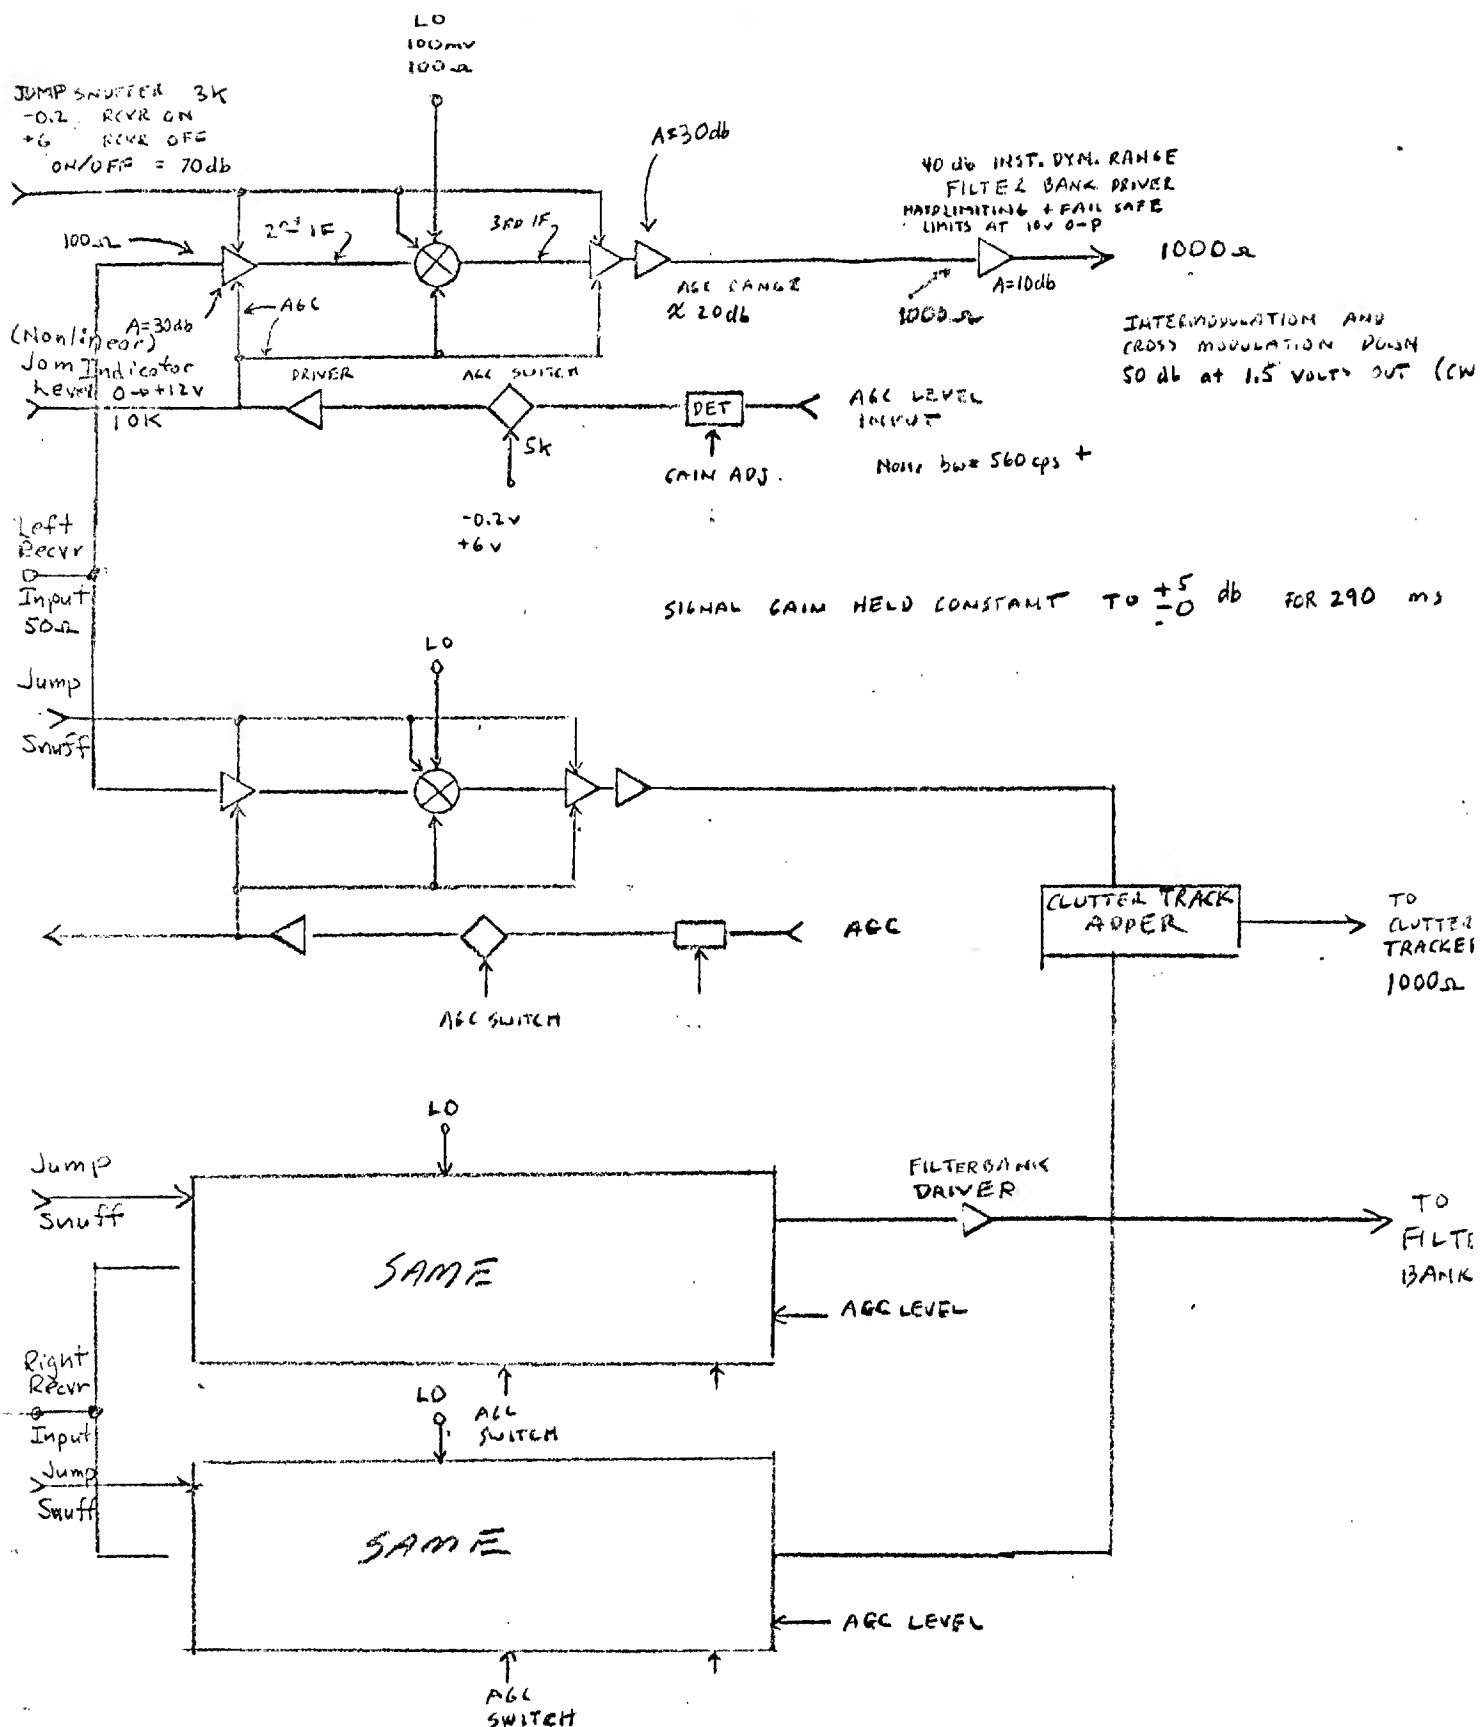 LO
100mv
100Ω
JUMP SNUFFER 3K
-0.2 RCVR ON
+6 RCVR OFF
ON/OFF = 70db
A=30db
40 db INST. DYN. RANGE
FILTER BANK DRIVER
HARDLIMITING + FAIL SAFE
LIMITS AT 10V 0-P
100Ω
2nd IF
3RD IF
1000Ω
A=10db
AGC RANGE
≈ 20db
1000Ω
A=30db
AGC
(Nonlinear)
Jam Indicator
Level 0 to +12V
10K
DRIVER
AGC SWITCH
5K
-0.2v
+6v
DET
GAIN ADJ.
AGC LEVEL
INPUT
Noise bw= 560 cps +
INTERMODULATION AND
CROSS MODULATION DOWN
50 db at 1.5 VOLTS OUT (CW
Left
Recvr
Input
50Ω
SIGNAL GAIN HELD CONSTANT TO +5 -0 db FOR 290 ms
LO
Jump
Snuff
AGC
AGC SWITCH
CLUTTER TRACK
ADDER
TO
CLUTTER
TRACKER
1000Ω
LO
Jump
Snuff
SAME
FILTERBANK
DRIVER
TO
FILTE
BANK
AGC LEVEL
AGC
SWITCH
Right
Recvr
Input
LO
Jump
Snuff
SAME
AGC LEVEL
AGC
SWITCH